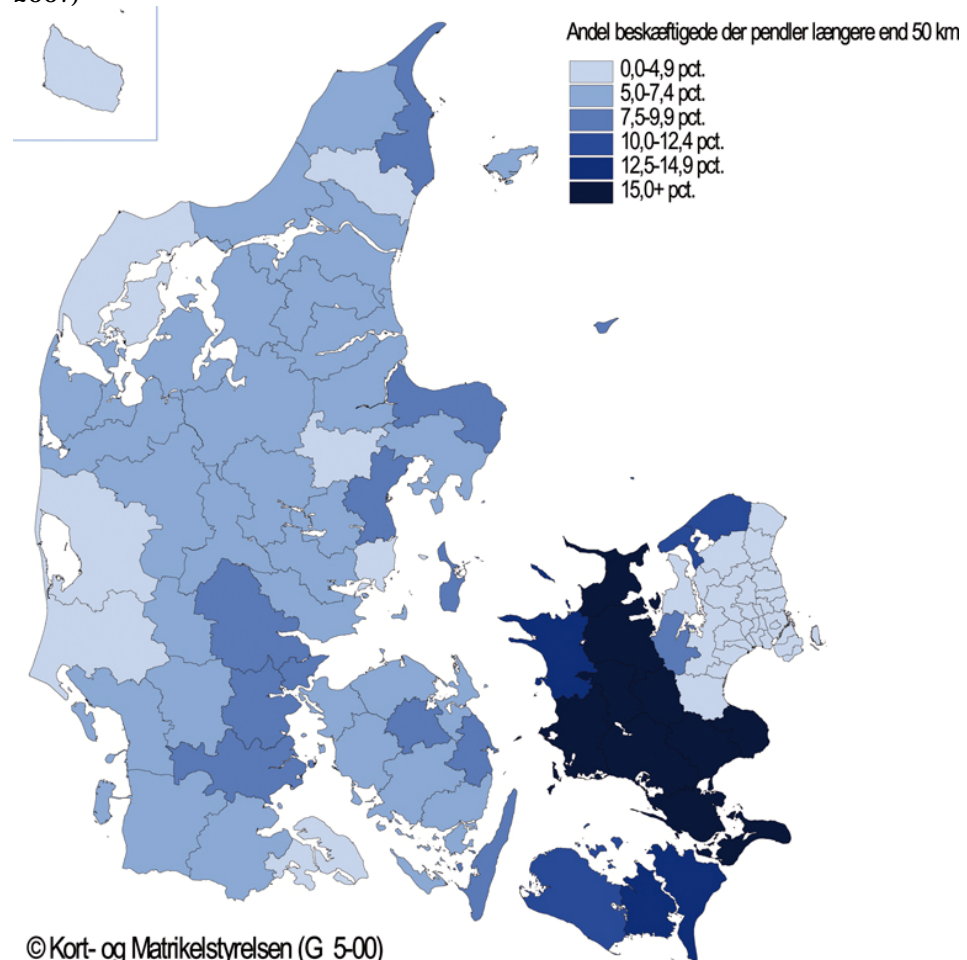 2007)
Andel beskæftigede der pendler længere end 50 km
0,0-4,9 pct.
5,0-7,4 pct.
7,5-9,9 pct.
10,0-12,4 pct.
12,5-14,9 pct.
15,0+ pct.
© Kort- og Matrikelstyrelsen (G 5-00)